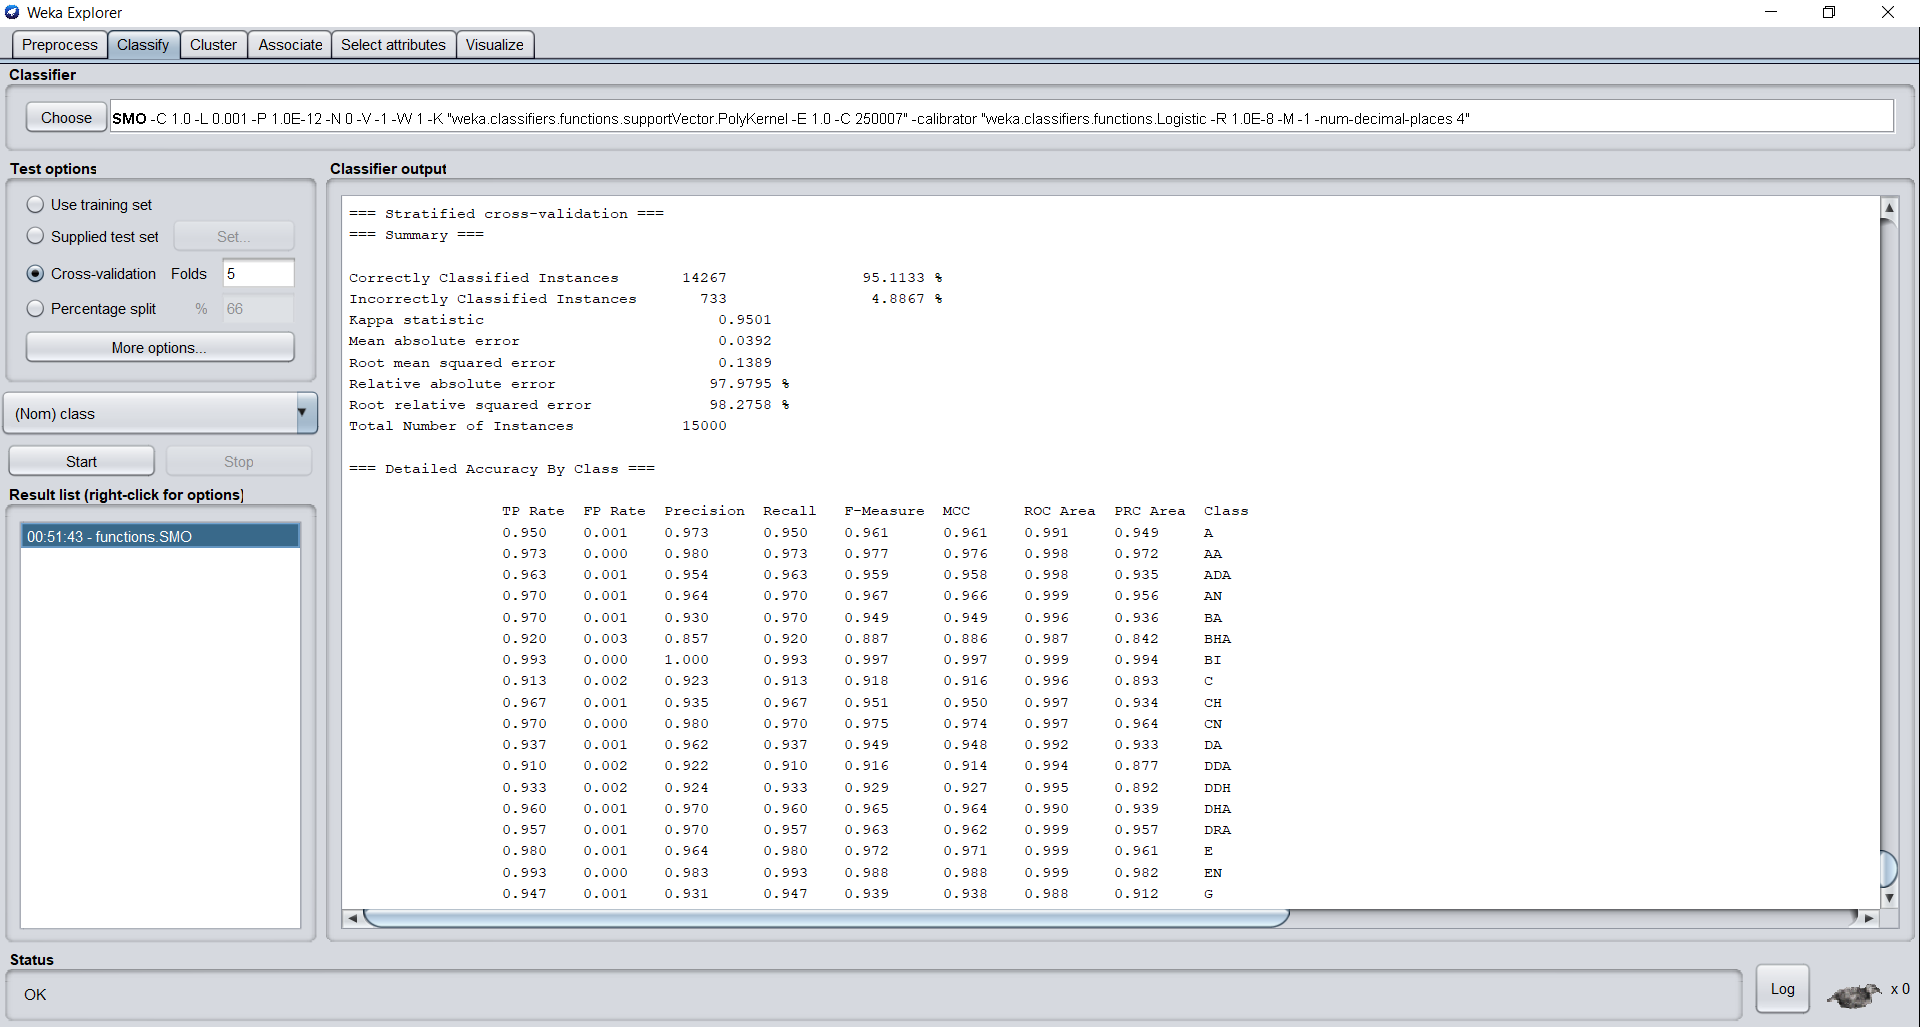 Weka Explorer
Preprocess Classify Cluster Associate Select attributes Visualize
Classifier
Choose SMO -C 1.0 -L 0.001 -P 1.0E-12 -N 0 -V -1 -W 1 -K "weka.classifiers.functions.supportVector.PolyKernel -E 1.0 -C 250007" -calibrator "weka.classifiers.functions.Logistic -R 1.0E-8 -M -1 -num-decimal-places 4"
Test options
Use training set
Supplied test set Set...
Cross-validation Folds 5
Percentage split % 66
More options...
(Nom) class
Start Stop
Result list (right-click for options)
00:51:43 - functions.SMO
Classifier output
=== Stratified cross-validation ===
=== Summary ===
Correctly Classified Instances 14267 95.1133 %
Incorrectly Classified Instances 733 4.8867 %
Kappa statistic 0.9501
Mean absolute error 0.0392
Root mean squared error 0.1389
Relative absolute error 97.9795 %
Root relative squared error 98.2758 %
Total Number of Instances 15000
=== Detailed Accuracy By Class ===
TP Rate FP Rate Precision Recall F-Measure MCC ROC Area PRC Area Class
0.950 0.001 0.973 0.950 0.961 0.961 0.991 0.949 A
0.973 0.000 0.980 0.973 0.977 0.976 0.998 0.972 AA
0.963 0.001 0.954 0.963 0.959 0.958 0.998 0.935 ADA
0.970 0.001 0.964 0.970 0.967 0.966 0.999 0.956 AN
0.970 0.001 0.930 0.970 0.949 0.949 0.996 0.936 BA
0.920 0.003 0.857 0.920 0.887 0.886 0.987 0.842 BHA
0.993 0.000 1.000 0.993 0.997 0.997 0.999 0.994 BI
0.913 0.002 0.923 0.913 0.918 0.916 0.996 0.893 C
0.967 0.001 0.935 0.967 0.951 0.950 0.997 0.934 CH
0.970 0.000 0.980 0.970 0.975 0.974 0.997 0.964 CN
0.937 0.001 0.962 0.937 0.949 0.948 0.992 0.933 DA
0.910 0.002 0.922 0.910 0.916 0.914 0.994 0.877 DDA
0.933 0.002 0.924 0.933 0.929 0.927 0.995 0.892 DDH
0.960 0.001 0.970 0.960 0.965 0.964 0.990 0.939 DHA
0.957 0.001 0.970 0.957 0.963 0.962 0.999 0.957 DRA
0.980 0.001 0.964 0.980 0.972 0.971 0.999 0.961 E
0.993 0.000 0.983 0.993 0.988 0.988 0.999 0.982 EN
0.947 0.001 0.931 0.947 0.939 0.938 0.988 0.912 G
Status
OK
Log
x 0